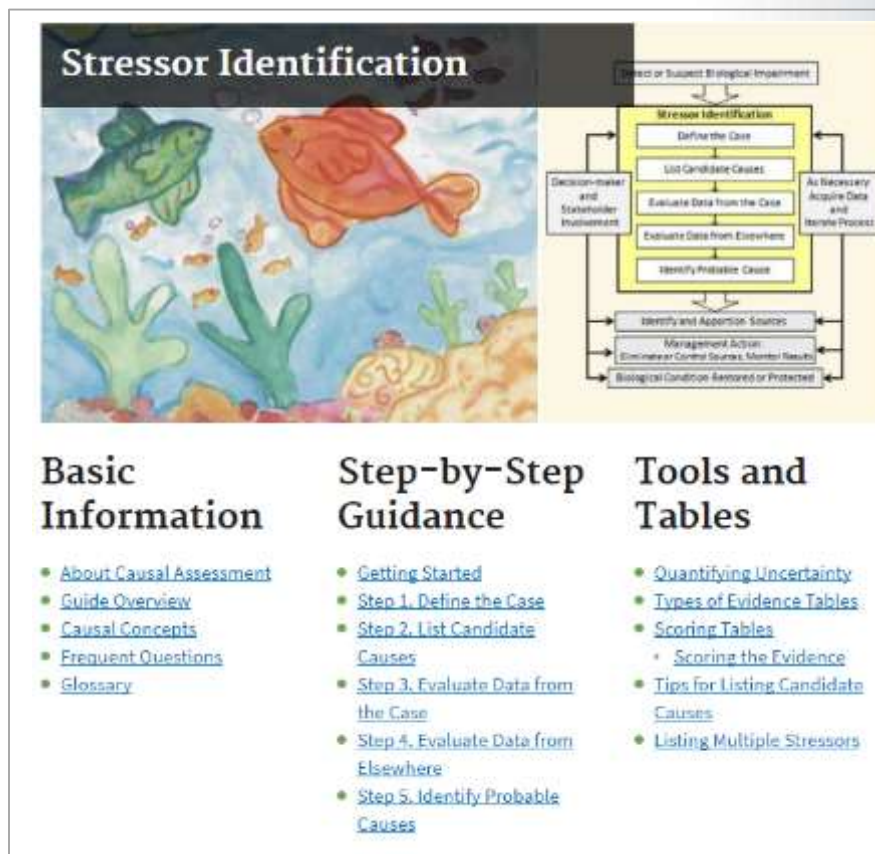 Stressor Identification
Detect or Suspect Biological Impairment
Stressor Identification
Define the Case
List Candidate Causes
Evaluate Data from the Case
Evaluate Data from Elsewhere
Identify Probable Cause
Decision-maker
and
Stakeholder
Involvement
As Necessary
Acquire Data
and
Iterate Process
Identify and Apportion Sources
Management Action:
Eliminate or Control Sources, Monitor Results
Biological Condition Restored or Protected
Basic
Information
About Causal Assessment
Guide Overview
Causal Concepts
Frequent Questions
Glossary
Step-by-Step
Guidance
Getting Started
Step 1. Define the Case
Step 2. List Candidate
Causes
Step 3. Evaluate Data from
the Case
Step 4. Evaluate Data from
Elsewhere
Step 5. Identify Probable
Causes
Tools and
Tables
Quantifying Uncertainty
Types of Evidence Tables
Scoring Tables
Scoring the Evidence
Tips for Listing Candidate
Causes
Listing Multiple Stressors